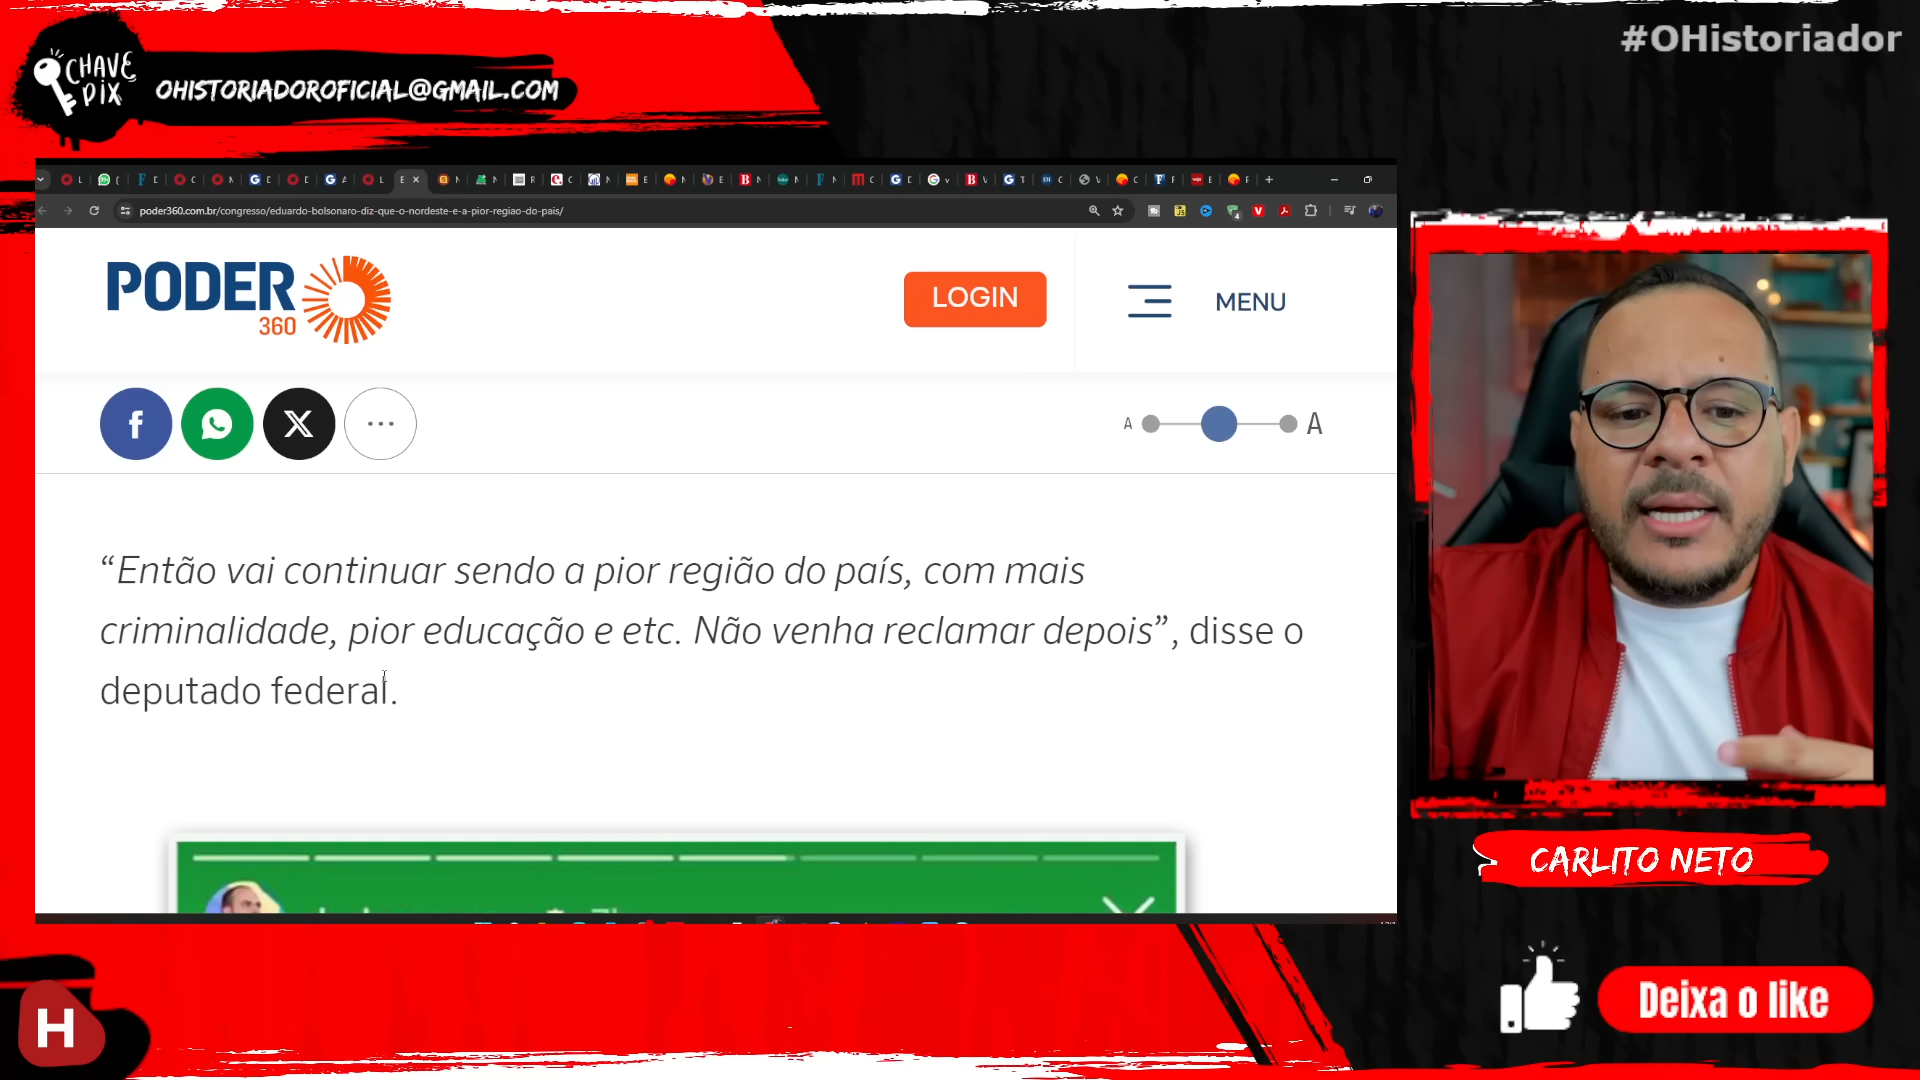 #OHistoriador
CHAVE
PIX
OHISTORIADOROFICIAL@GMAIL.COM
poder360.com.br/congresso/eduardo-bolsonaro-diz-que-o-nordeste-e-a-pior-regiao-do-pais/
PODER
360
LOGIN
MENU
A
A
“Então vai continuar sendo a pior região do país, com mais
criminalidade, pior educação e etc. Não venha reclamar depois”, disse o
deputado federal.
CARLITO NETO
H
Deixa o like